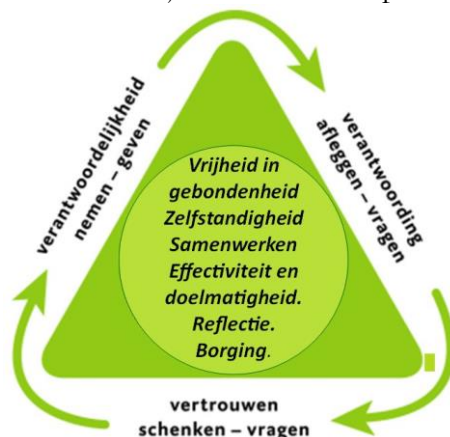 verantwoordelijkheid
nemen – geven
verantwoording
afleggen – vragen
Vrijheid in
gebondenheid
Zelfstandigheid
Samenwerken
Effectiviteit en
doelmatigheid.
Reflectie.
Borging.
vertrouwen
schenken – vragen